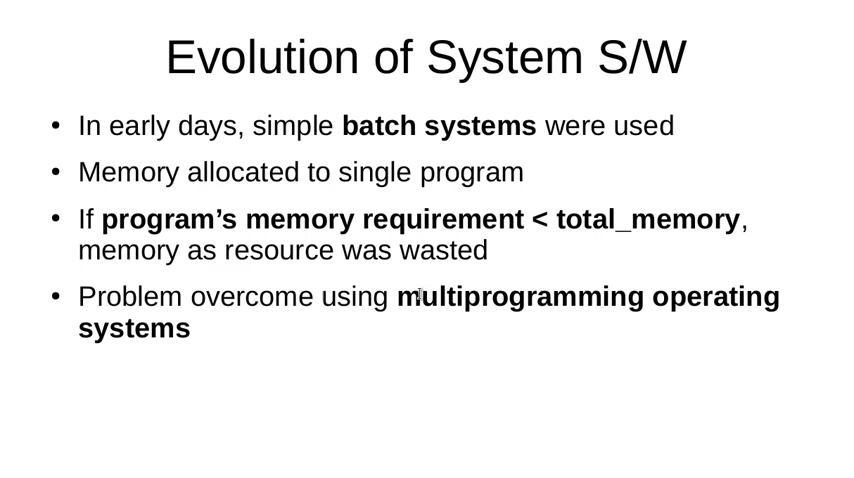 Evolution of System S/W
• In early days, simple batch systems were used
• Memory allocated to single program
• If program’s memory requirement < total_memory,
memory as resource was wasted
• Problem overcome using multiprogramming operating
systems